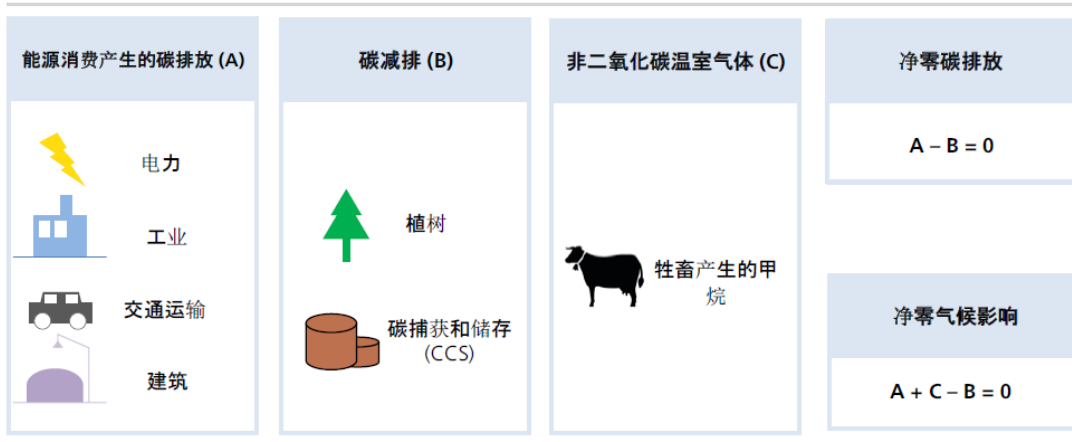 能源消费产生的碳排放 (A)
电力
工业
交通运输
建筑
碳减排 (B)
植树
碳捕获和储存
(CCS)
非二氧化碳温室气体 (C)
牲畜产生的甲
烷
净零碳排放
A – B = 0
净零气候影响
A + C – B = 0